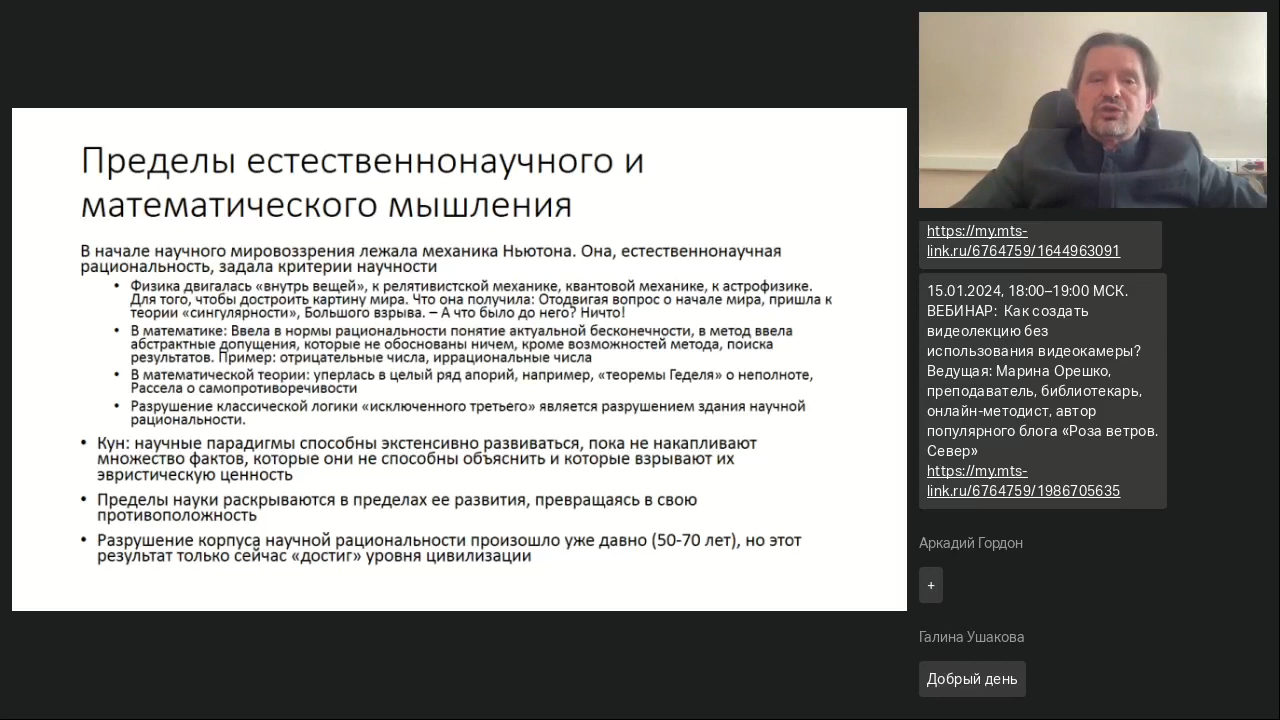 Пределы естественнонаучного и
математического мышления
В начале научного мировоззрения лежала механика Ньютона. Она, естественнонаучная
рациональность, задала критерии научности
• Физика двигалась «внутрь вещей», к релятивистской механике, квантовой механике, к астрофизике.
Для того, чтобы достроить картину мира. Что она получила: Отодвигая вопрос о начале мира, пришла к
теории «сингулярности», Большого взрыва. – А что было до него? Ничто!
• В математике: Ввела в нормы рациональности понятие актуальной бесконечности, в метод ввела
абстрактные допущения, которые не обоснованы ничем, кроме возможностей метода, поиска
результатов. Пример: отрицательные числа, иррациональные числа
• В математической теории: уперлась в целый ряд апорий, например, «теоремы Геделя» о неполноте,
Рассела о самопротиворечивости
• Разрушение классической логики «исключенного третьего» является разрушением здания научной
рациональности.
• Кун: научные парадигмы способны экстенсивно развиваться, пока не накапливают
множество фактов, которые они не способны объяснить и которые взрывают их
эвристическую ценность
• Пределы науки раскрываются в пределах ее развития, превращаясь в свою
противоположность
• Разрушение корпуса научной рациональности произошло уже давно (50-70 лет), но этот
результат только сейчас «достиг» уровня цивилизации
https://my.mts-
link.ru/6764759/1644963091
15.01.2024, 18:00–19:00 МСК.
ВЕБИНАР: Как создать
видеолекцию без
использования видеокамеры?
Ведущая: Марина Орешко,
преподаватель, библиотекарь,
онлайн-методист, автор
популярного блога «Роза ветров.
Север»
https://my.mts-
link.ru/6764759/1986705635
Аркадий Гордон
+
Галина Ушакова
Добрый день